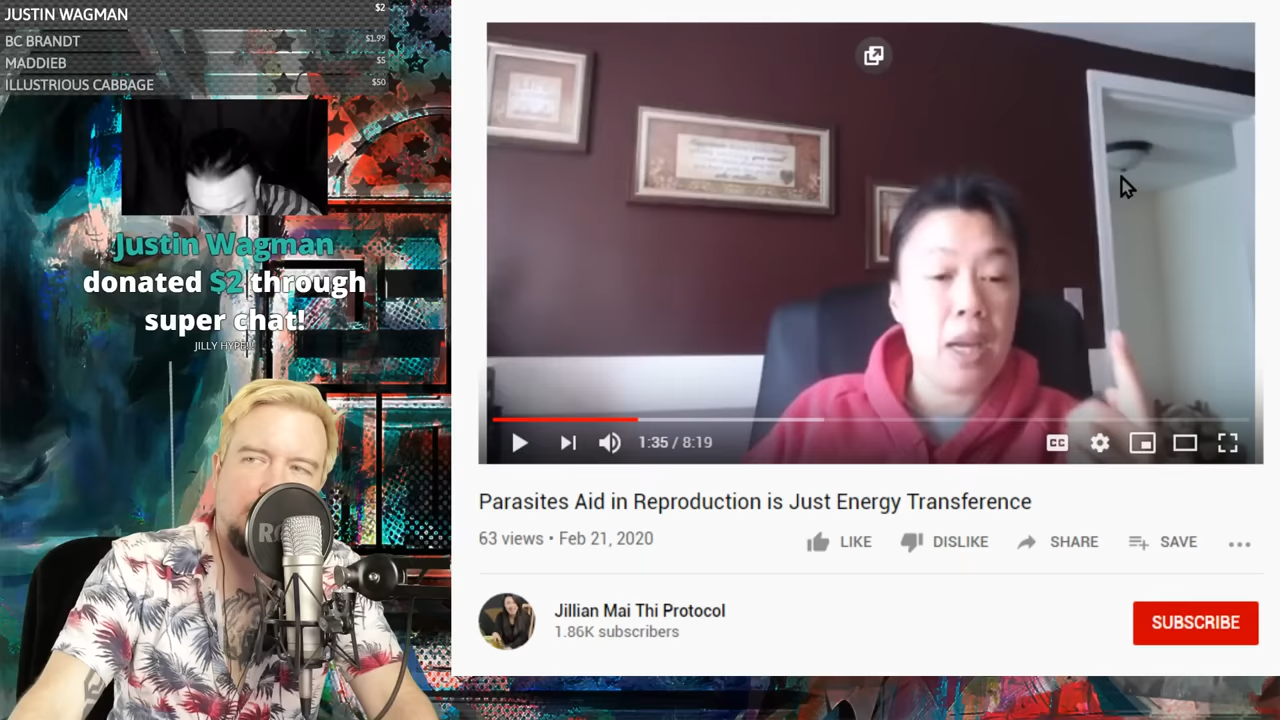 JUSTIN WAGMAN $2
BC BRANDT $1.99
MADDIEB $5
ILLUSTRIOUS CABBAGE $50
Justin Wagman
donated $2 through
super chat!
JILLY HYPE!!
1:35 / 8:19
CC
Parasites Aid in Reproduction is Just Energy Transference
63 views • Feb 21, 2020
LIKE
DISLIKE
SHARE
SAVE
Jillian Mai Thi Protocol
1.86K subscribers
SUBSCRIBE